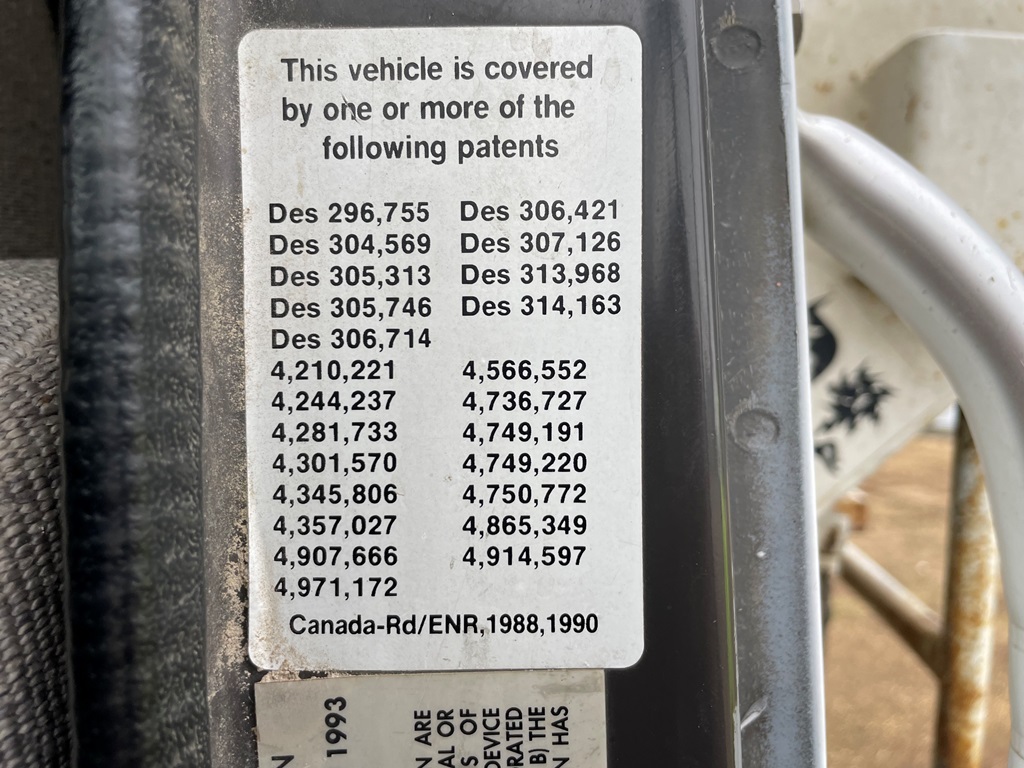 This vehicle is covered
by one or more of the
following patents
Des 296,755 Des 306,421
Des 304,569 Des 307,126
Des 305,313 Des 313,968
Des 305,746 Des 314,163
Des 306,714
4,210,221 4,566,552
4,244,237 4,736,727
4,281,733 4,749,191
4,301,570 4,749,220
4,345,806 4,750,772
4,357,027 4,865,349
4,907,666 4,914,597
4,971,172
Canada-Rd/ENR,1988,1990
N
1993
N ARE
AL OR
S OF
DEVICE
RATED
B) THE
N HAS